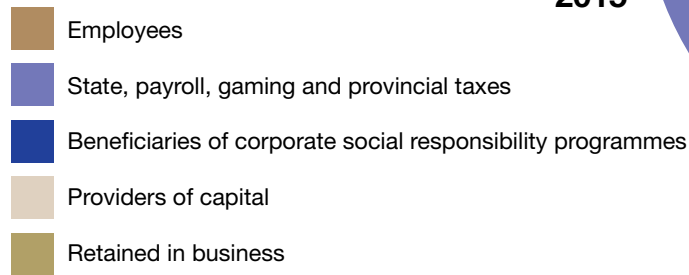 Employees
State, payroll, gaming and provincial taxes
Beneficiaries of corporate social responsibility programmes
Providers of capital
Retained in business